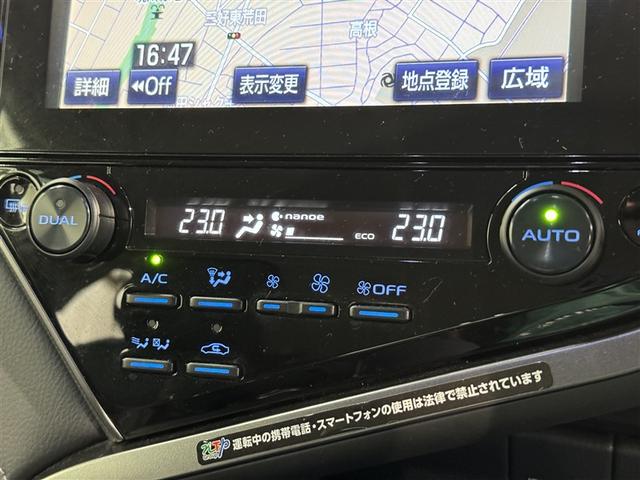 三好東荒田
高根
16:47
詳細
◀◀Off
表示変更
地点登録
広域
DUAL
23.0
nanoe
ECO
23.0
AUTO
A/C
OFF
運転中の携帯電話・スマートフォンの使用は法律で禁止されています